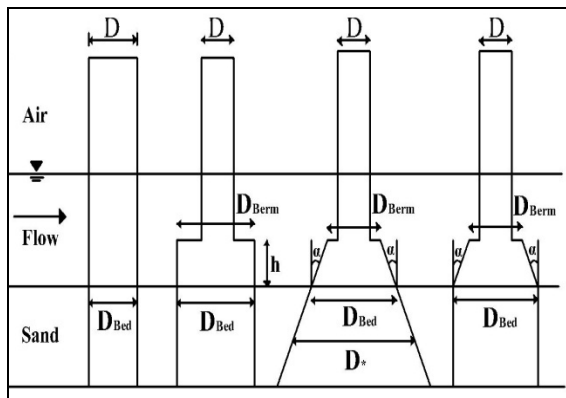 D D D D
Air
D_Berm D_Berm D_Berm
Flow
α α α α
h
D_Bed D_Bed D_Bed D_Bed
Sand
D*